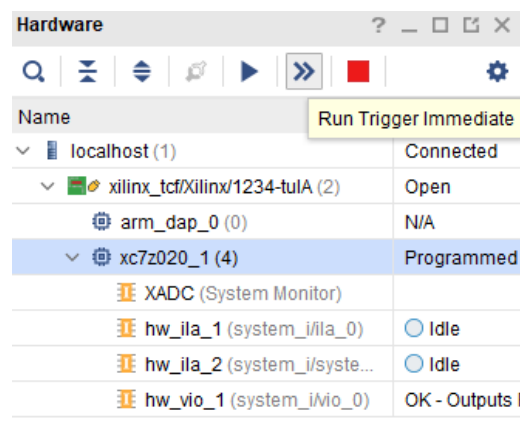 Hardware
Name
Run Trigger Immediate
localhost (1) Connected
xilinx_tcf/Xilinx/1234-tulA (2) Open
arm_dap_0 (0) N/A
xc7z020_1 (4) Programmed
XADC (System Monitor)
hw_ila_1 (system_i/ila_0) Idle
hw_ila_2 (system_i/syste... Idle
hw_vio_1 (system_i/vio_0) OK - Outputs